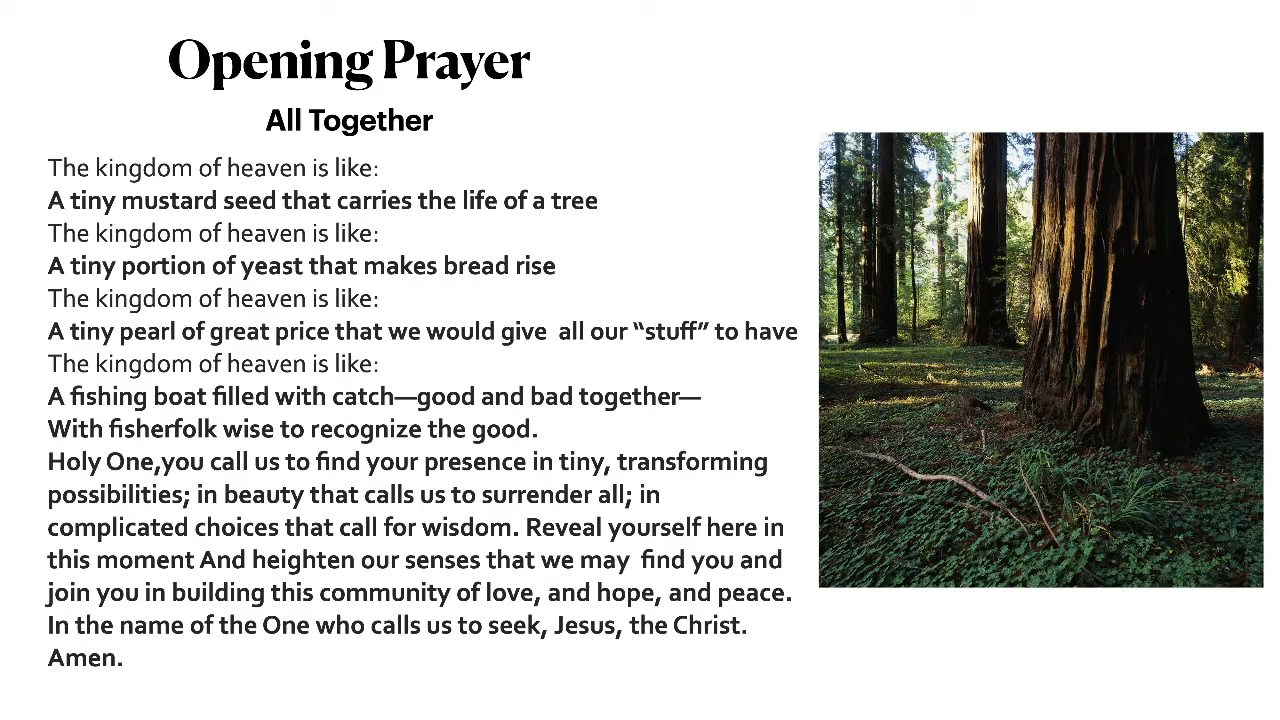 Opening Prayer
All Together
The kingdom of heaven is like:
A tiny mustard seed that carries the life of a tree
The kingdom of heaven is like:
A tiny portion of yeast that makes bread rise
The kingdom of heaven is like:
A tiny pearl of great price that we would give  all our “stuff” to have
The kingdom of heaven is like:
A fishing boat filled with catch—good and bad together—
With fisherfolk wise to recognize the good.
Holy One,you call us to find your presence in tiny, transforming
possibilities; in beauty that calls us to surrender all; in
complicated choices that call for wisdom. Reveal yourself here in
this moment And heighten our senses that we may  find you and
join you in building this community of love, and hope, and peace.
In the name of the One who calls us to seek, Jesus, the Christ.
Amen.